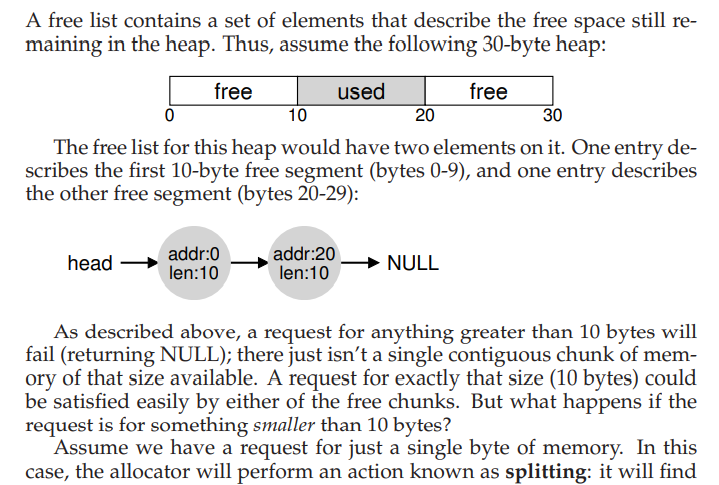 A free list contains a set of elements that describe the free space still re-
maining in the heap. Thus, assume the following 30-byte heap:
free used free
0 10 20 30
The free list for this heap would have two elements on it. One entry de-
scribes the first 10-byte free segment (bytes 0-9), and one entry describes
the other free segment (bytes 20-29):
head addr:0 len:10 addr:20 len:10 NULL
As described above, a request for anything greater than 10 bytes will
fail (returning NULL); there just isn't a single contiguous chunk of mem-
ory of that size available. A request for exactly that size (10 bytes) could
be satisfied easily by either of the free chunks. But what happens if the
request is for something smaller than 10 bytes?
Assume we have a request for just a single byte of memory. In this
case, the allocator will perform an action known as splitting: it will find